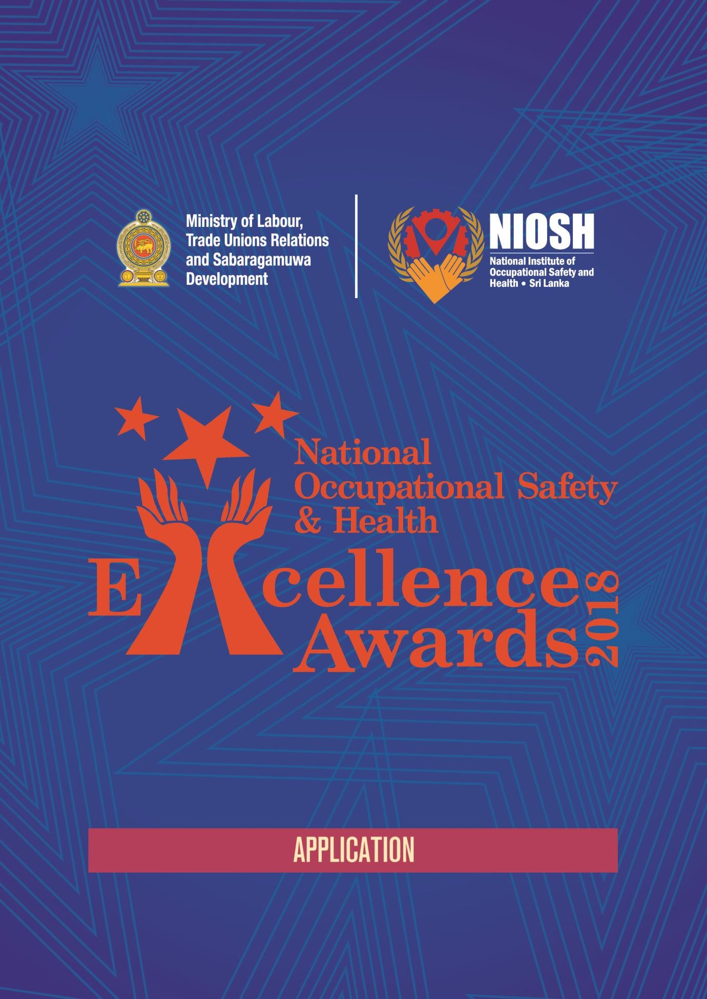 Ministry of Labour,
Trade Unions Relations
and Sabaragamuwa
Development
NIOSH
National Institute of
Occupational Safety and
Health • Sri Lanka
National
Occupational Safety
& Health
Excellence
Awards 2018
APPLICATION